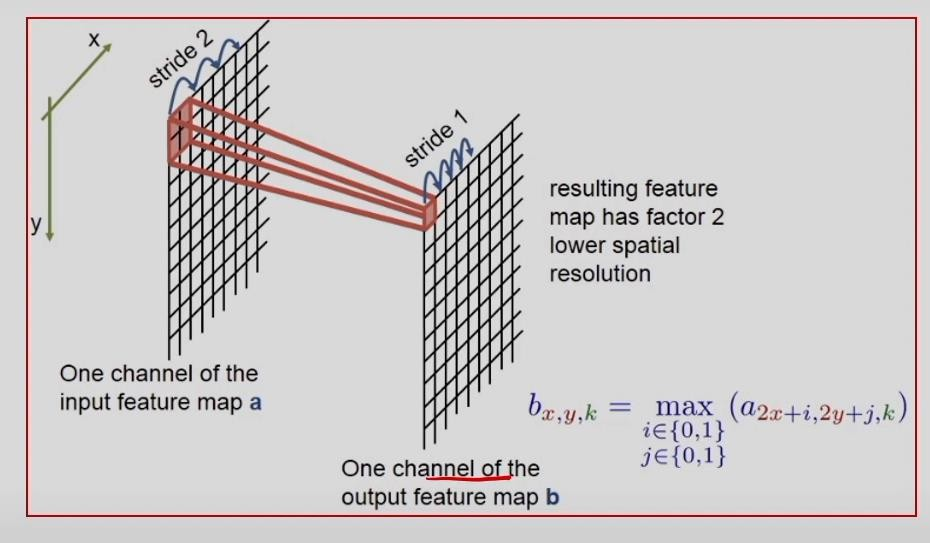 x
stride 2
y
stride 1
resulting feature
map has factor 2
lower spatial
resolution
One channel of the
input feature map a
b_{x,y,k} = max (a_{2x+i,2y+j,k})
i∈{0,1}
j∈{0,1}
One channel of the
output feature map b